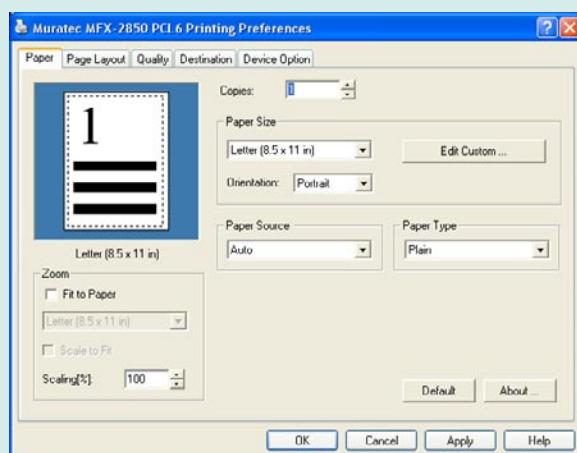 Muratec MFX-2850 PCL6 Printing Preferences
Paper Page Layout Quality Destination Device Option
1
Letter (8.5 x 11 in)
Zoom
Fit to Paper
Letter (8.5 x 11 in)
Scale to Fit
Scaling[%]: 100
Copies: 1
Paper Size
Letter (8.5 x 11 in) Edit Custom ...
Orientation: Portrait
Paper Source Paper Type
Auto Plain
Default About ...
OK Cancel Apply Help